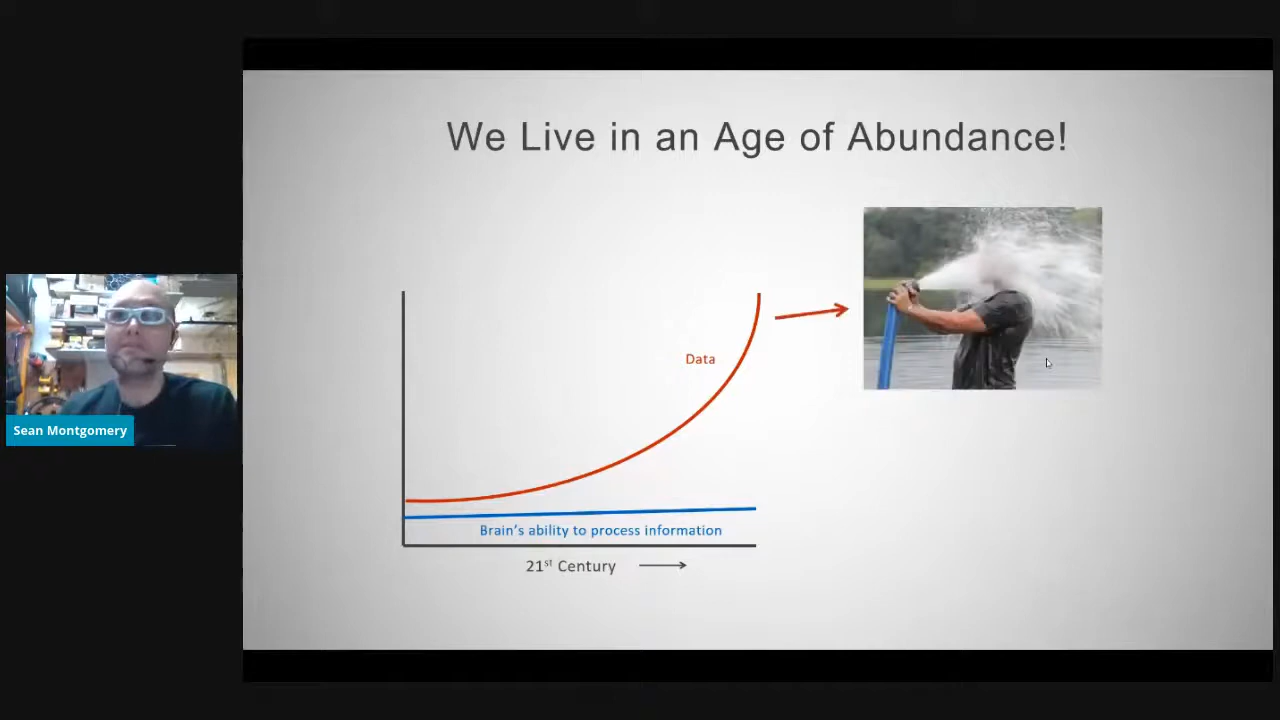 We Live in an Age of Abundance!
Data
Brain's ability to process information
21st Century
Sean Montgomery